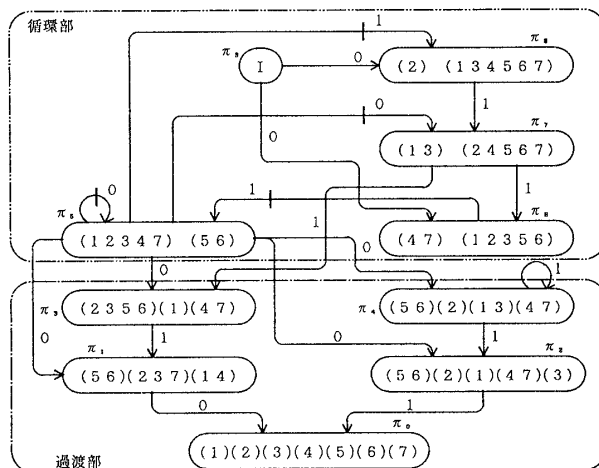 循環部
1
π₉
I
0
π₈
(2) (134567)
1
0
0
π₇
(13) (24567)
1
0
π₅
1
π₆
(12347) (56)
1
(47) (12356)
0
0
0
1
π₃
(2356)(1)(47)
π₄
(56)(2)(13)(47)
1
1
0
π₁
(56)(237)(14)
0
π₂
(56)(2)(1)(47)(3)
0
1
π₀
(1)(2)(3)(4)(5)(6)(7)
過渡部